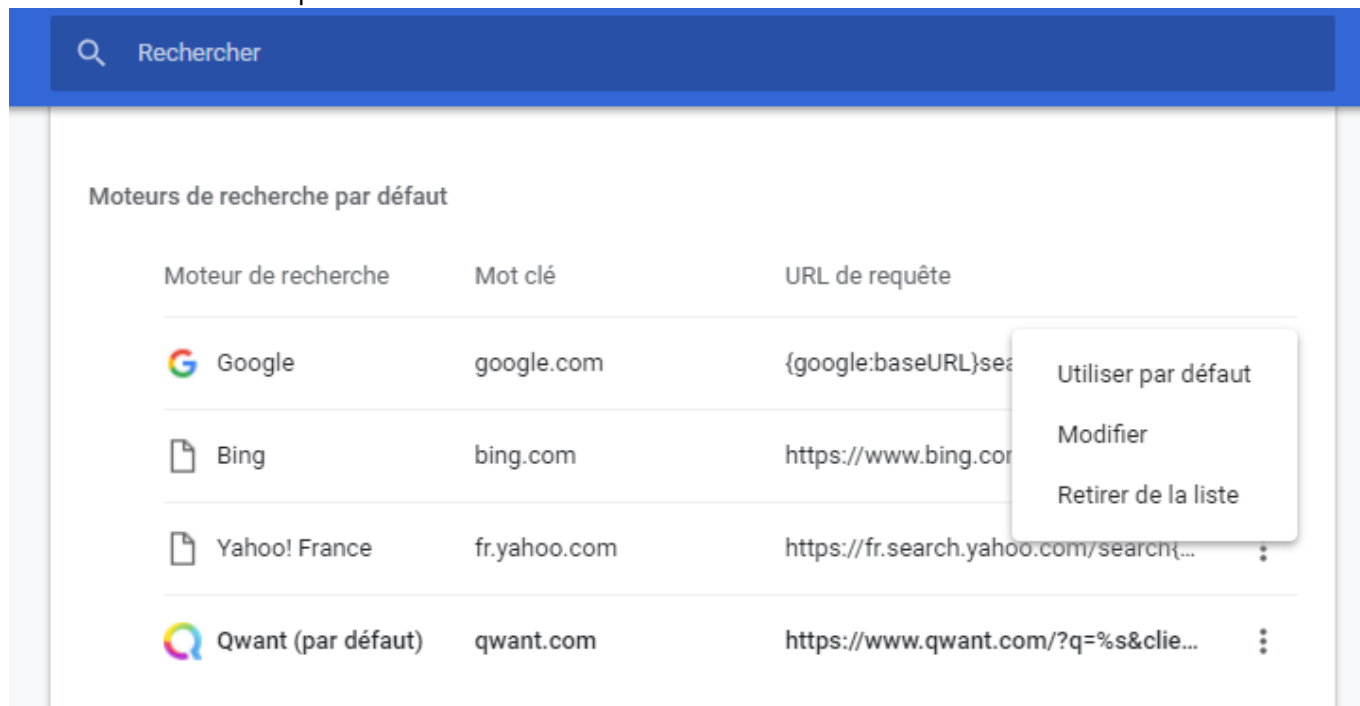 Rechercher
Moteurs de recherche par défaut
Moteur de recherche Mot clé URL de requête
Google google.com {google:baseURL}sea
Utiliser par défaut
Modifier
Bing bing.com https://www.bing.com
Retirer de la liste
Yahoo! France fr.yahoo.com https://fr.search.yahoo.com/search{...
Qwant (par défaut) qwant.com https://www.qwant.com/?q=%s&clie...